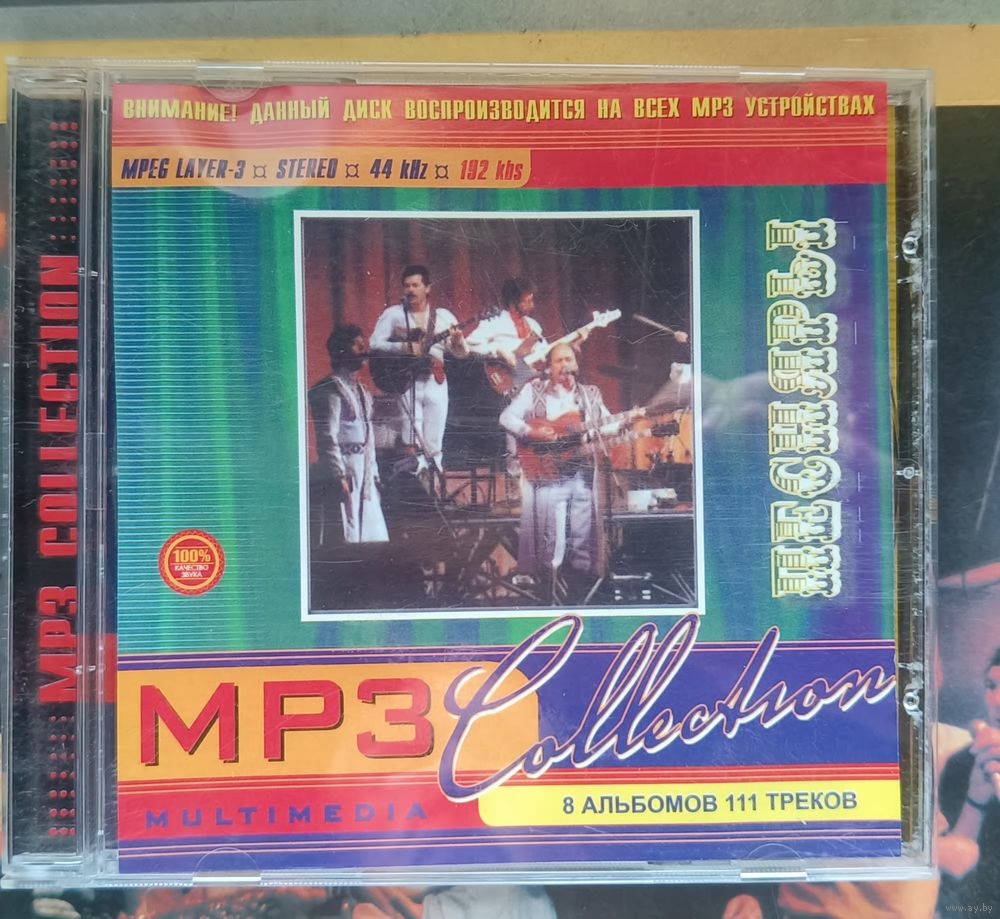 ВНИМАНИЕ! ДАННЫЙ ДИСК ВОСПРОИЗВОДИТСЯ НА ВСЕХ MP3 УСТРОЙСТВАХ
MPEG LAYER-3 ¤ STEREO ¤ 44 kHz ¤ 192 kbs
MP3 COLLECTION
ПЕСНЯРЫ
100%
КАЧЕСТВО
ЗВУКА
MP3 Collection
MULTIMEDIA
8 АЛЬБОМОВ 111 ТРЕКОВ
www.ay.by